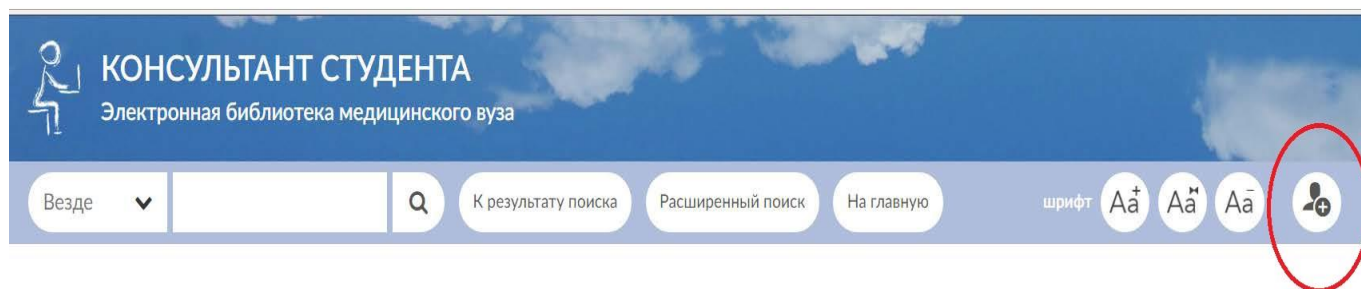 КОНСУЛЬТАНТ СТУДЕНТА
Электронная библиотека медицинского вуза
Везде К результату поиска Расширенный поиск На главную шрифт Aa+ Aa Aa−